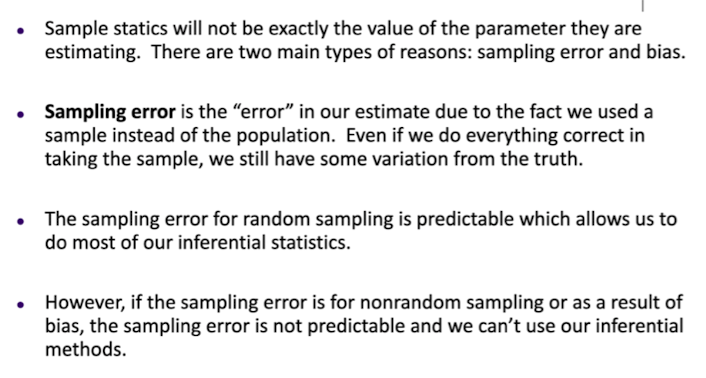 • Sample statics will not be exactly the value of the parameter they are
estimating.  There are two main types of reasons: sampling error and bias.
• Sampling error is the “error” in our estimate due to the fact we used a
sample instead of the population.  Even if we do everything correct in
taking the sample, we still have some variation from the truth.
• The sampling error for random sampling is predictable which allows us to
do most of our inferential statistics.
• However, if the sampling error is for nonrandom sampling or as a result of
bias, the sampling error is not predictable and we can’t use our inferential
methods.